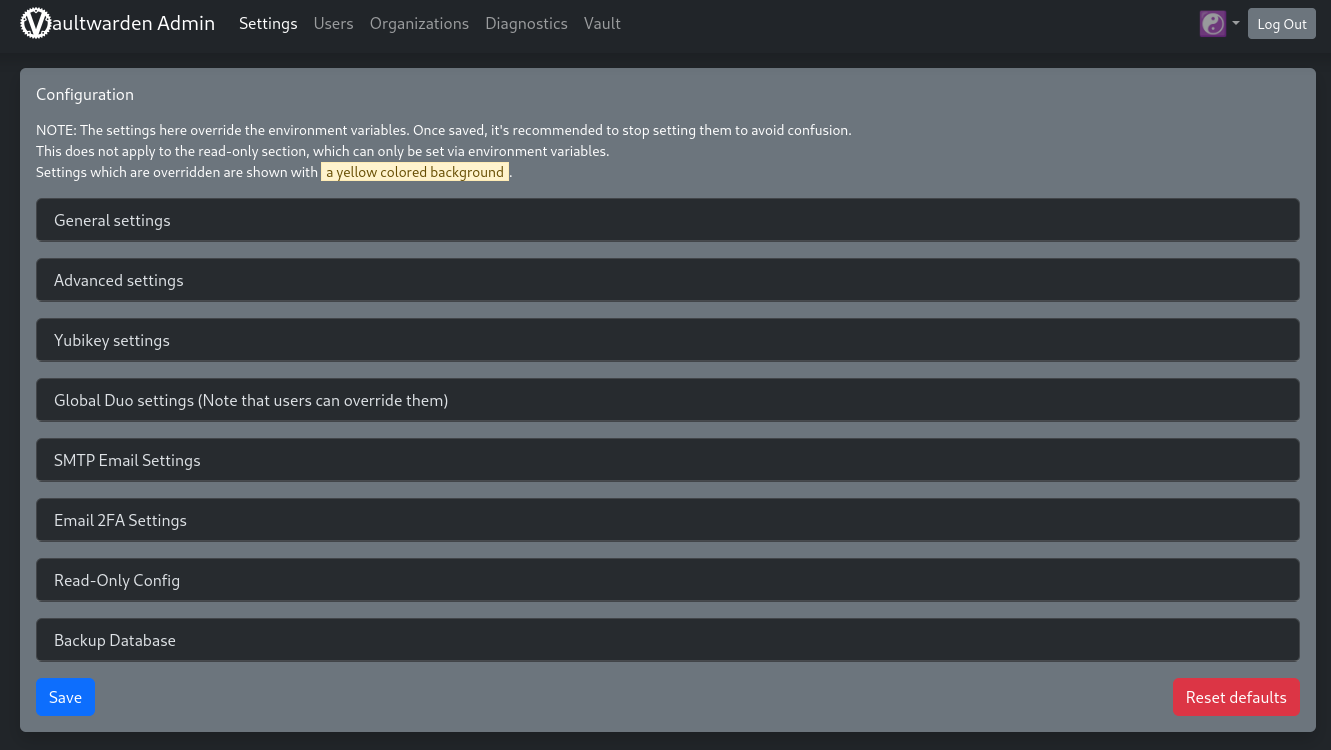 Vaultwarden Admin Settings Users Organizations Diagnostics Vault Log Out
Configuration
NOTE: The settings here override the environment variables. Once saved, it's recommended to stop setting them to avoid confusion.
This does not apply to the read-only section, which can only be set via environment variables.
Settings which are overridden are shown with a yellow colored background .
General settings
Advanced settings
Yubikey settings
Global Duo settings (Note that users can override them)
SMTP Email Settings
Email 2FA Settings
Read-Only Config
Backup Database
Save Reset defaults